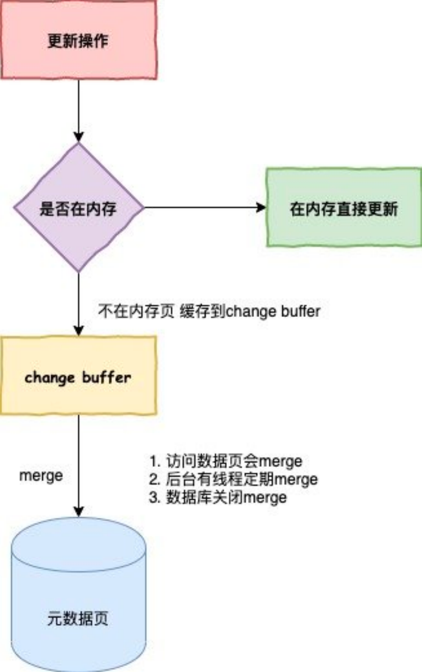 更新操作
是否在内存
在内存直接更新
不在内存页 缓存到change buffer
change buffer
merge
1. 访问数据页会merge
2. 后台有线程定期merge
3. 数据库关闭merge
元数据页